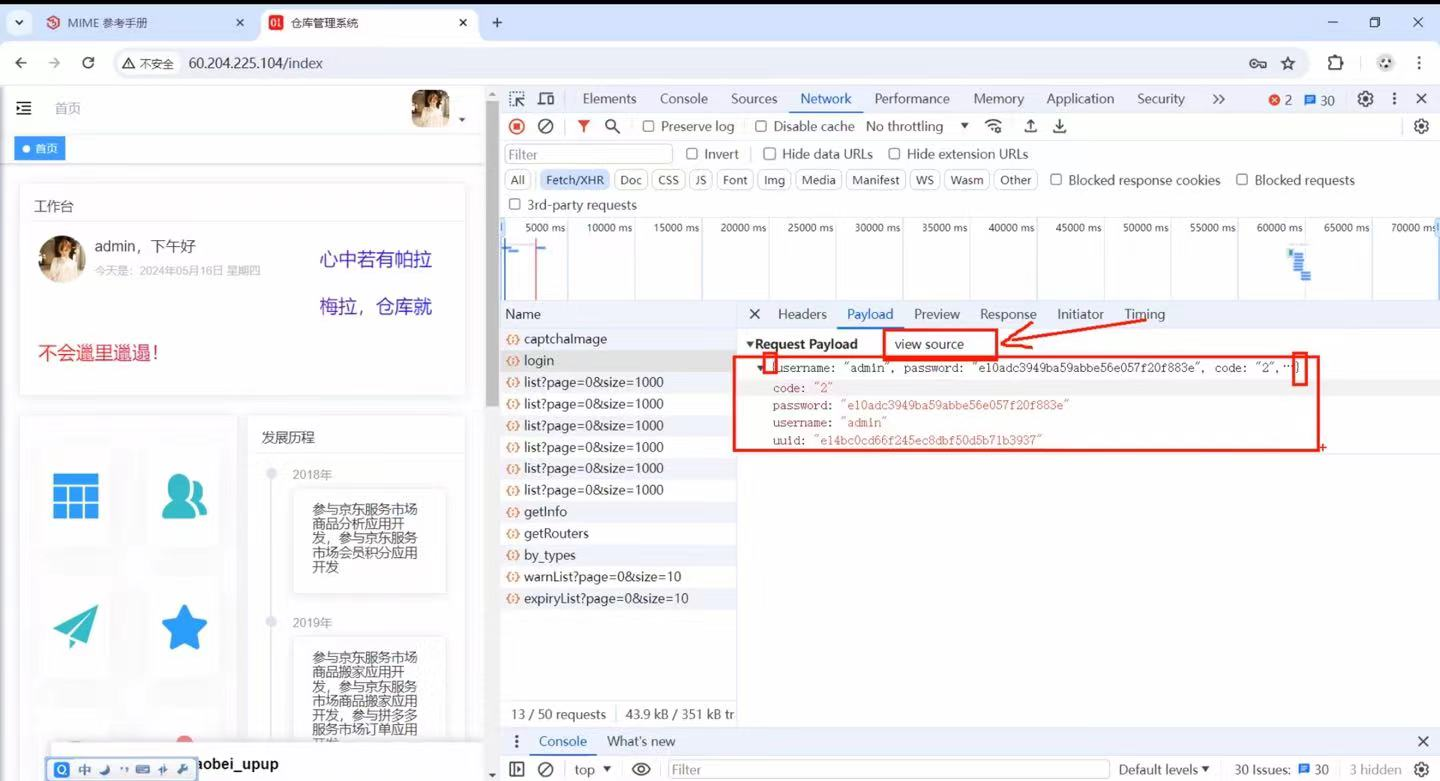 MIME 参考手册
01 仓库管理系统
不安全 60.204.225.104/index
首页
首页
工作台
admin，下午好
今天是：2024年05月16日 星期四
心中若有帕拉
梅拉，仓库就
不会邋里邋遢！
发展历程
2018年
参与京东服务市场
商品分析应用开
发，参与京东服务
市场会员积分应用
开发
2019年
参与京东服务市场
商品搬家应用开
发，参与京东服务
市场商品搬家应用
开发，参与拼多多
服务市场订单应用
aobei_upup
中
Elements Console Sources Network Performance Memory Application Security 2 30
Preserve log Disable cache No throttling
Filter Invert Hide data URLs Hide extension URLs
All Fetch/XHR Doc CSS JS Font Img Media Manifest WS Wasm Other Blocked response cookies Blocked requests
3rd-party requests
5000 ms 10000 ms 15000 ms 20000 ms 25000 ms 30000 ms 35000 ms 40000 ms 45000 ms 50000 ms 55000 ms 60000 ms 65000 ms 70000 ms
Name
captchaImage
login
list?page=0&size=1000
list?page=0&size=1000
list?page=0&size=1000
list?page=0&size=1000
list?page=0&size=1000
list?page=0&size=1000
getInfo
getRouters
by_types
warnList?page=0&size=10
expiryList?page=0&size=10
13 / 50 requests 43.9 kB / 351 kB tr
Headers Payload Preview Response Initiator Timing
Request Payload view source
{username: "admin", password: "e10adc3949ba59abbe56e057f20f883e", code: "2",…}
code: "2"
password: "e10adc3949ba59abbe56e057f20f883e"
username: "admin"
uuid: "e14bc0cd66f245ec8dbf50d5b71b3937"
Console What's new
top Filter Default levels 30 Issues: 30 3 hidden